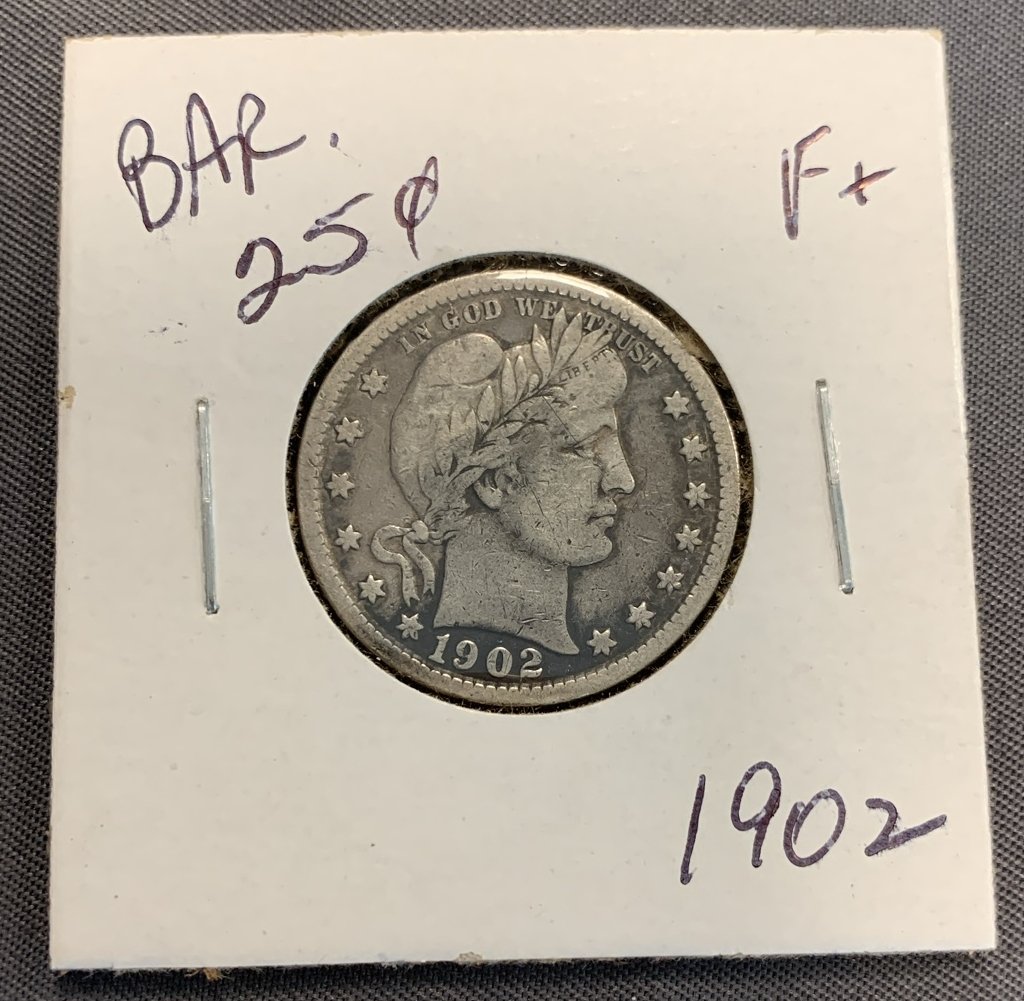 BAR.
25¢
F+
IN GOD WE TRUST
LIBERTY
1902
1902